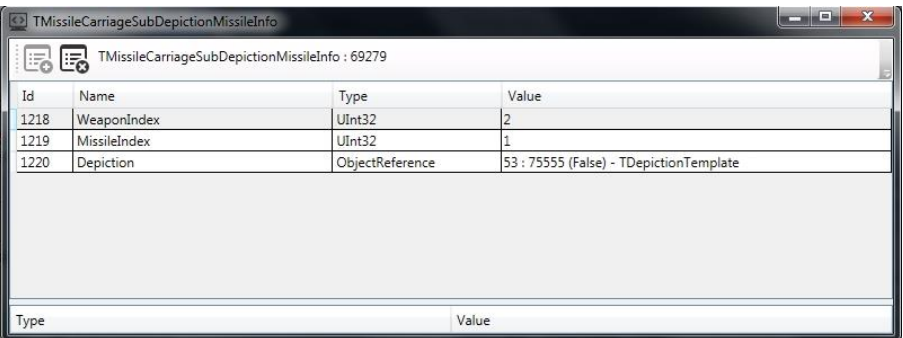 TMissileCarriageSubDepictionMissileInfo
TMissileCarriageSubDepictionMissileInfo : 69279
Id Name Type Value
1218 WeaponIndex UInt32 2
1219 MissileIndex UInt32 1
1220 Depiction ObjectReference 53 : 75555 (False) - TDepictionTemplate
Type Value